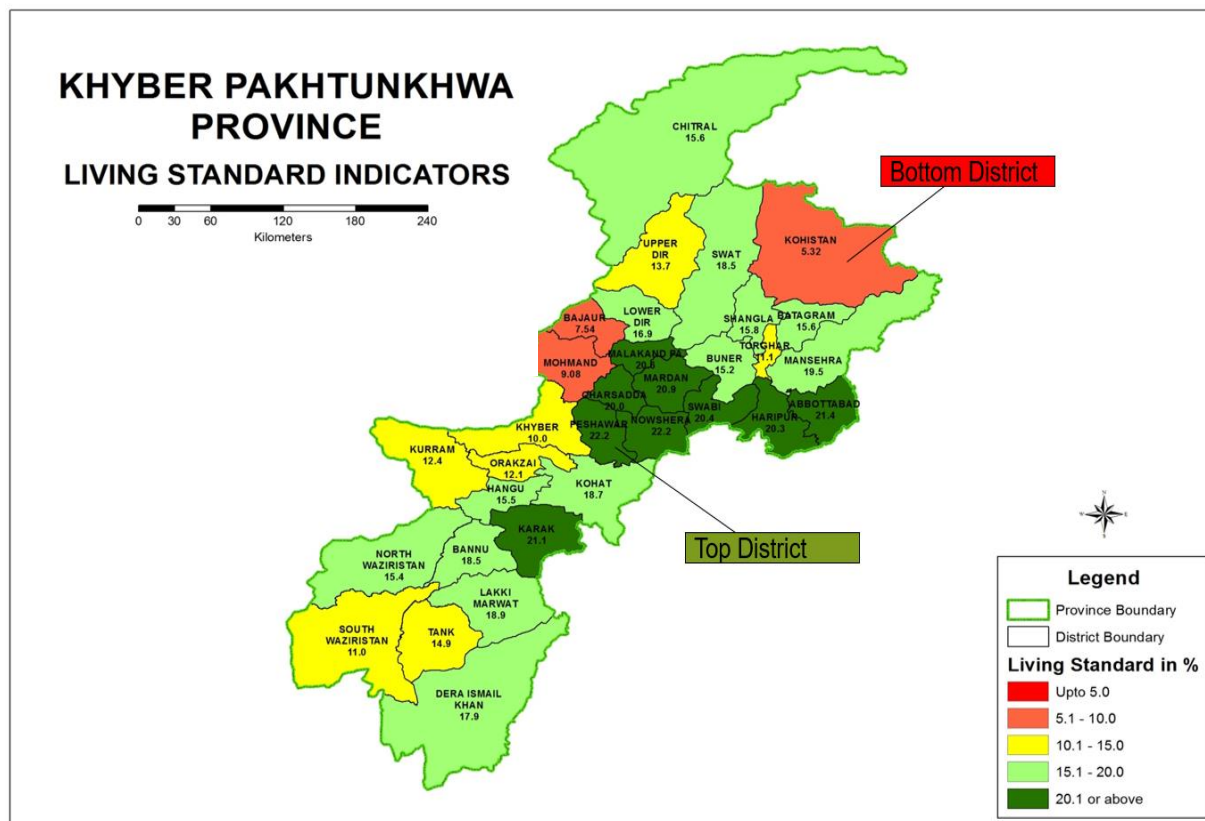 KHYBER PAKHTUNKHWA
PROVINCE
LIVING STANDARD INDICATORS
0 30 60 120 180 240
Kilometers
CHITRAL
15.6
Bottom District
UPPER
DIR
13.7
SWAT
18.5
KOHISTAN
5.32
BAJAUR
7.54
LOWER
DIR
16.9
SHANGLA
15.8
BATAGRAM
15.6
TORGHAR
11.1
MOHMAND
9.08
MALAKAND PA
20.8
BUNER
15.2
MANSEHRA
19.5
MARDAN
20.9
CHARSADDA
20.0
SWABI
20.4
ABBOTTABAD
21.4
HARIPUR
20.3
PESHAWAR
22.2
NOWSHERA
22.2
KHYBER
10.0
KURRAM
12.4
ORAKZAI
12.1
HANGU
15.5
KOHAT
18.7
KARAK
21.1
Top District
NORTH
WAZIRISTAN
15.4
BANNU
18.5
LAKKI
MARWAT
18.9
SOUTH
WAZIRISTAN
11.0
TANK
14.9
DERA ISMAIL
KHAN
17.9
N
W E
S
Legend
Province Boundary
District Boundary
Living Standard in %
Upto 5.0
5.1 - 10.0
10.1 - 15.0
15.1 - 20.0
20.1 or above